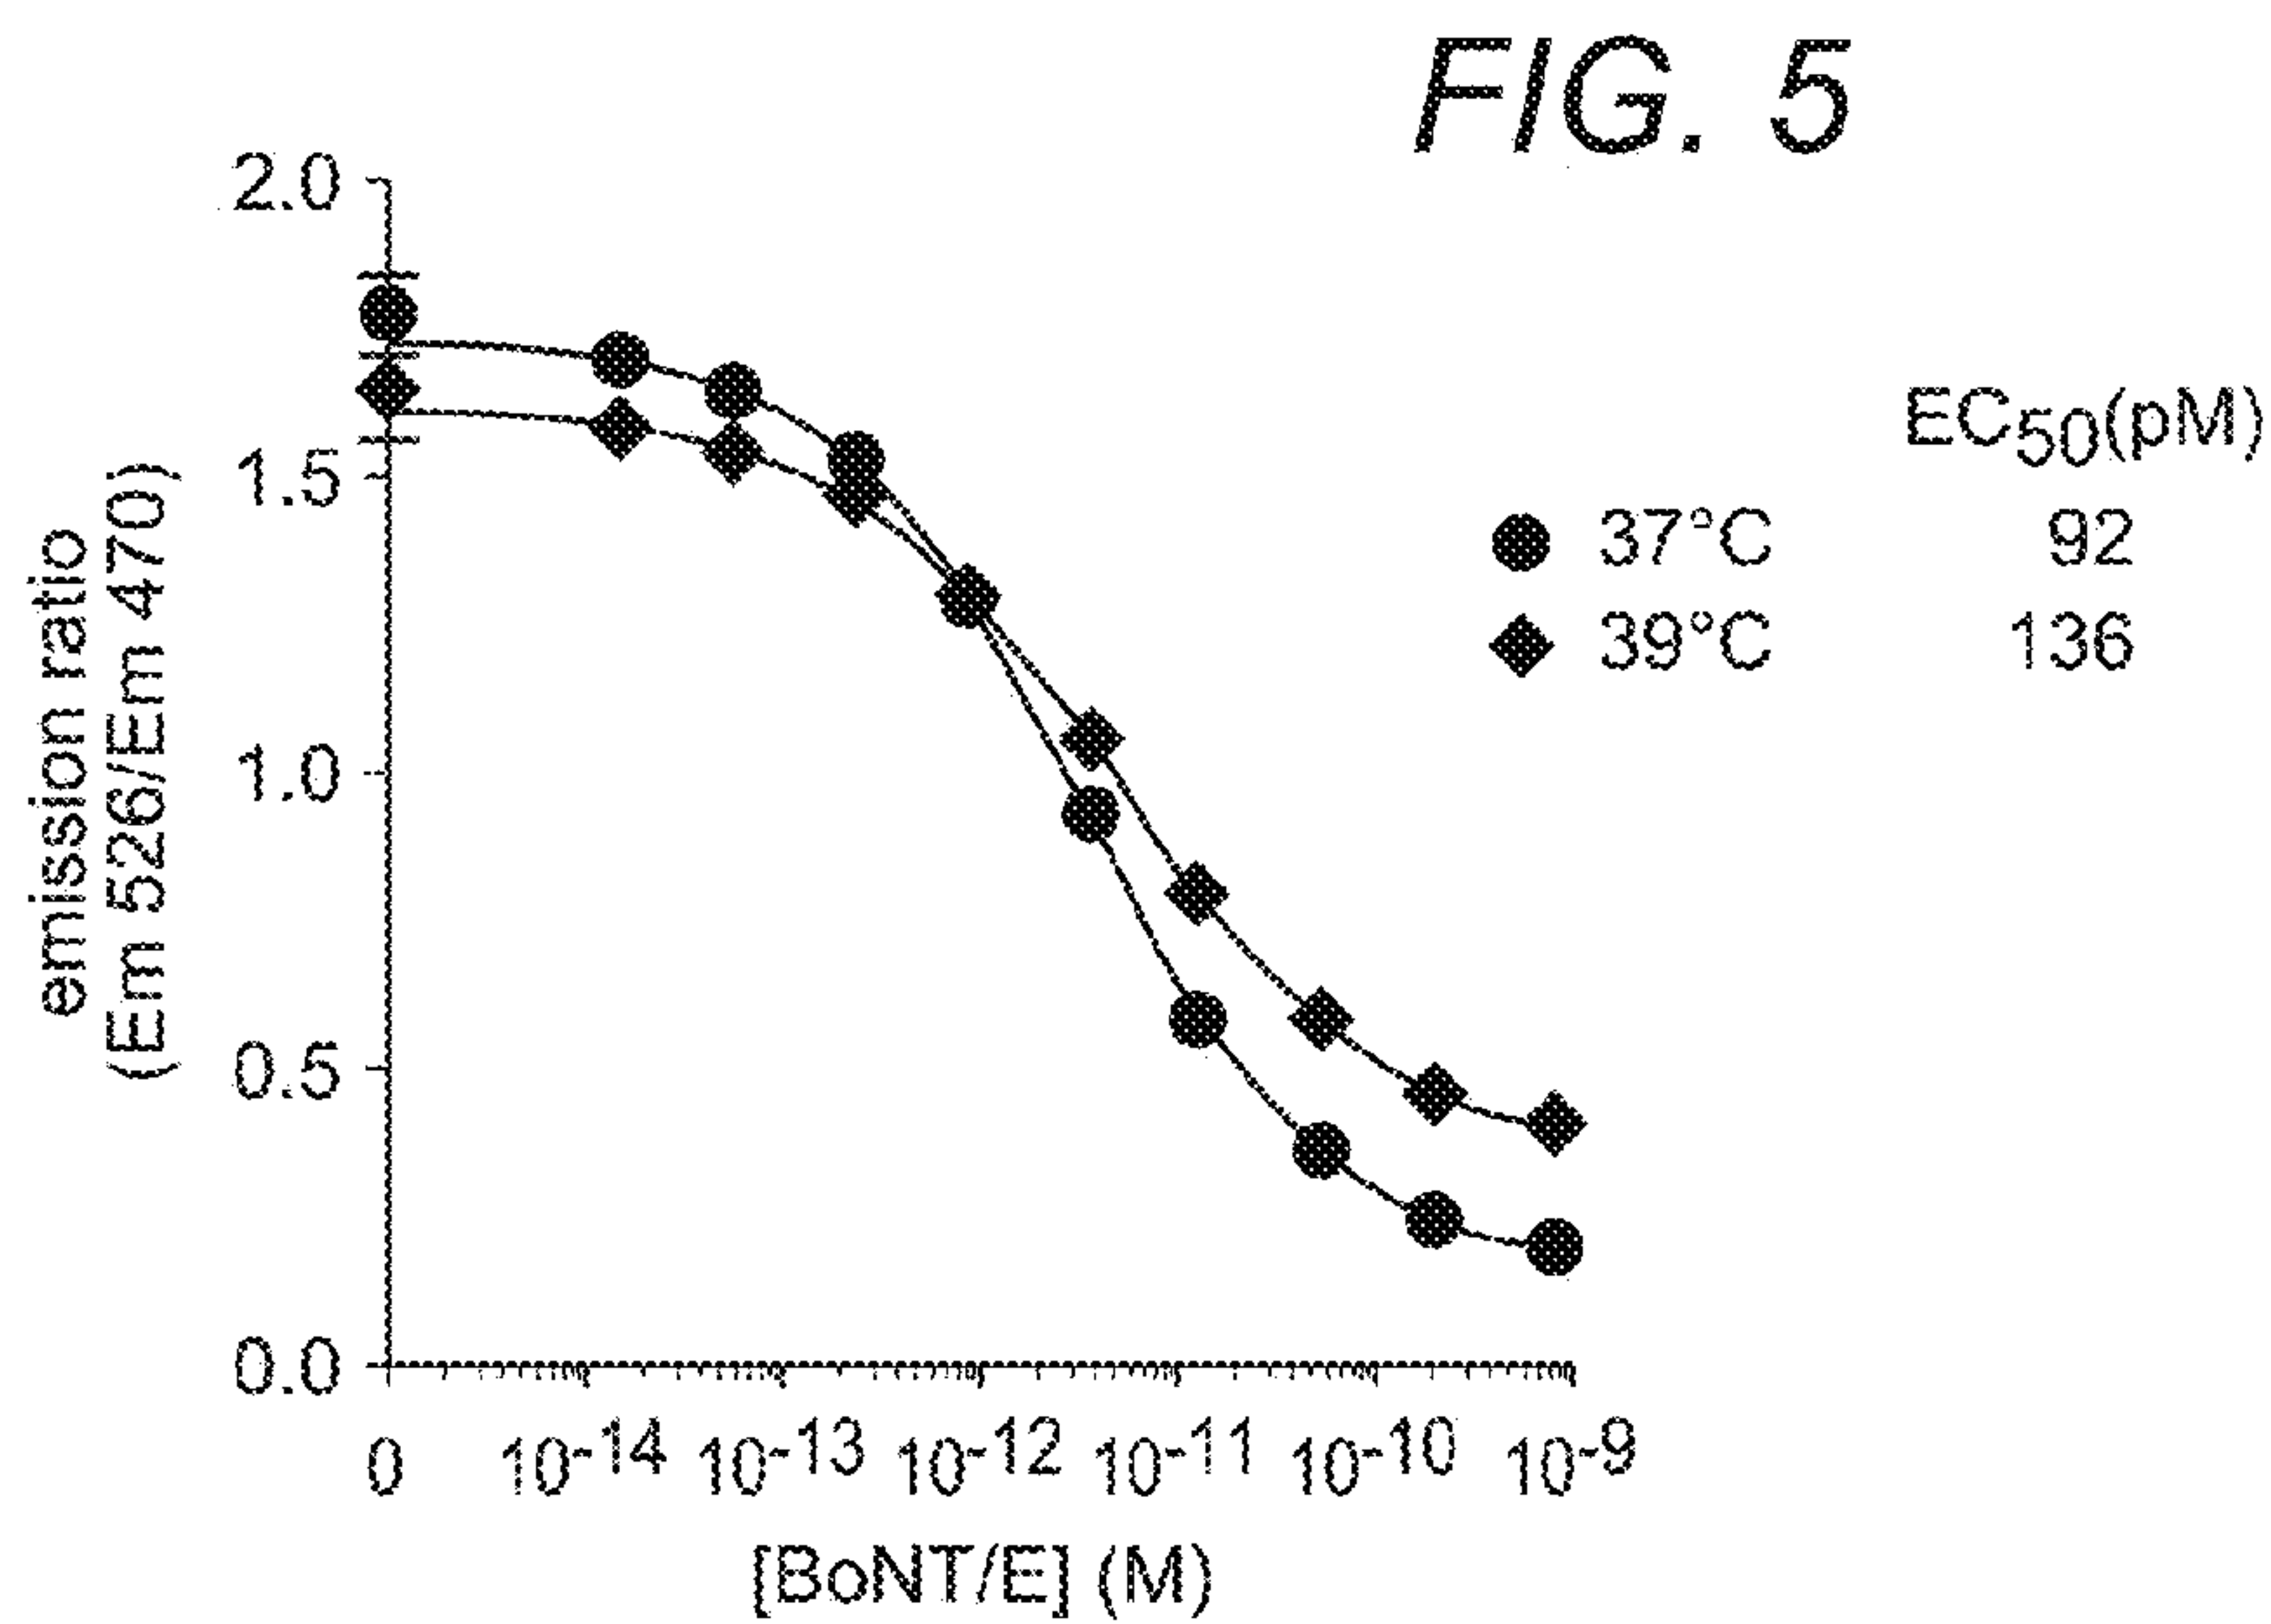 FIG. 5
2.0
1.5
1.0
0.5
0.0
emission ratio
(Em 526/Em 470)
EC50(pM)
37°C 92
39°C 136
0 10-14 10-13 10-12 10-11 10-10 10-9
[BoNT/E] (M)